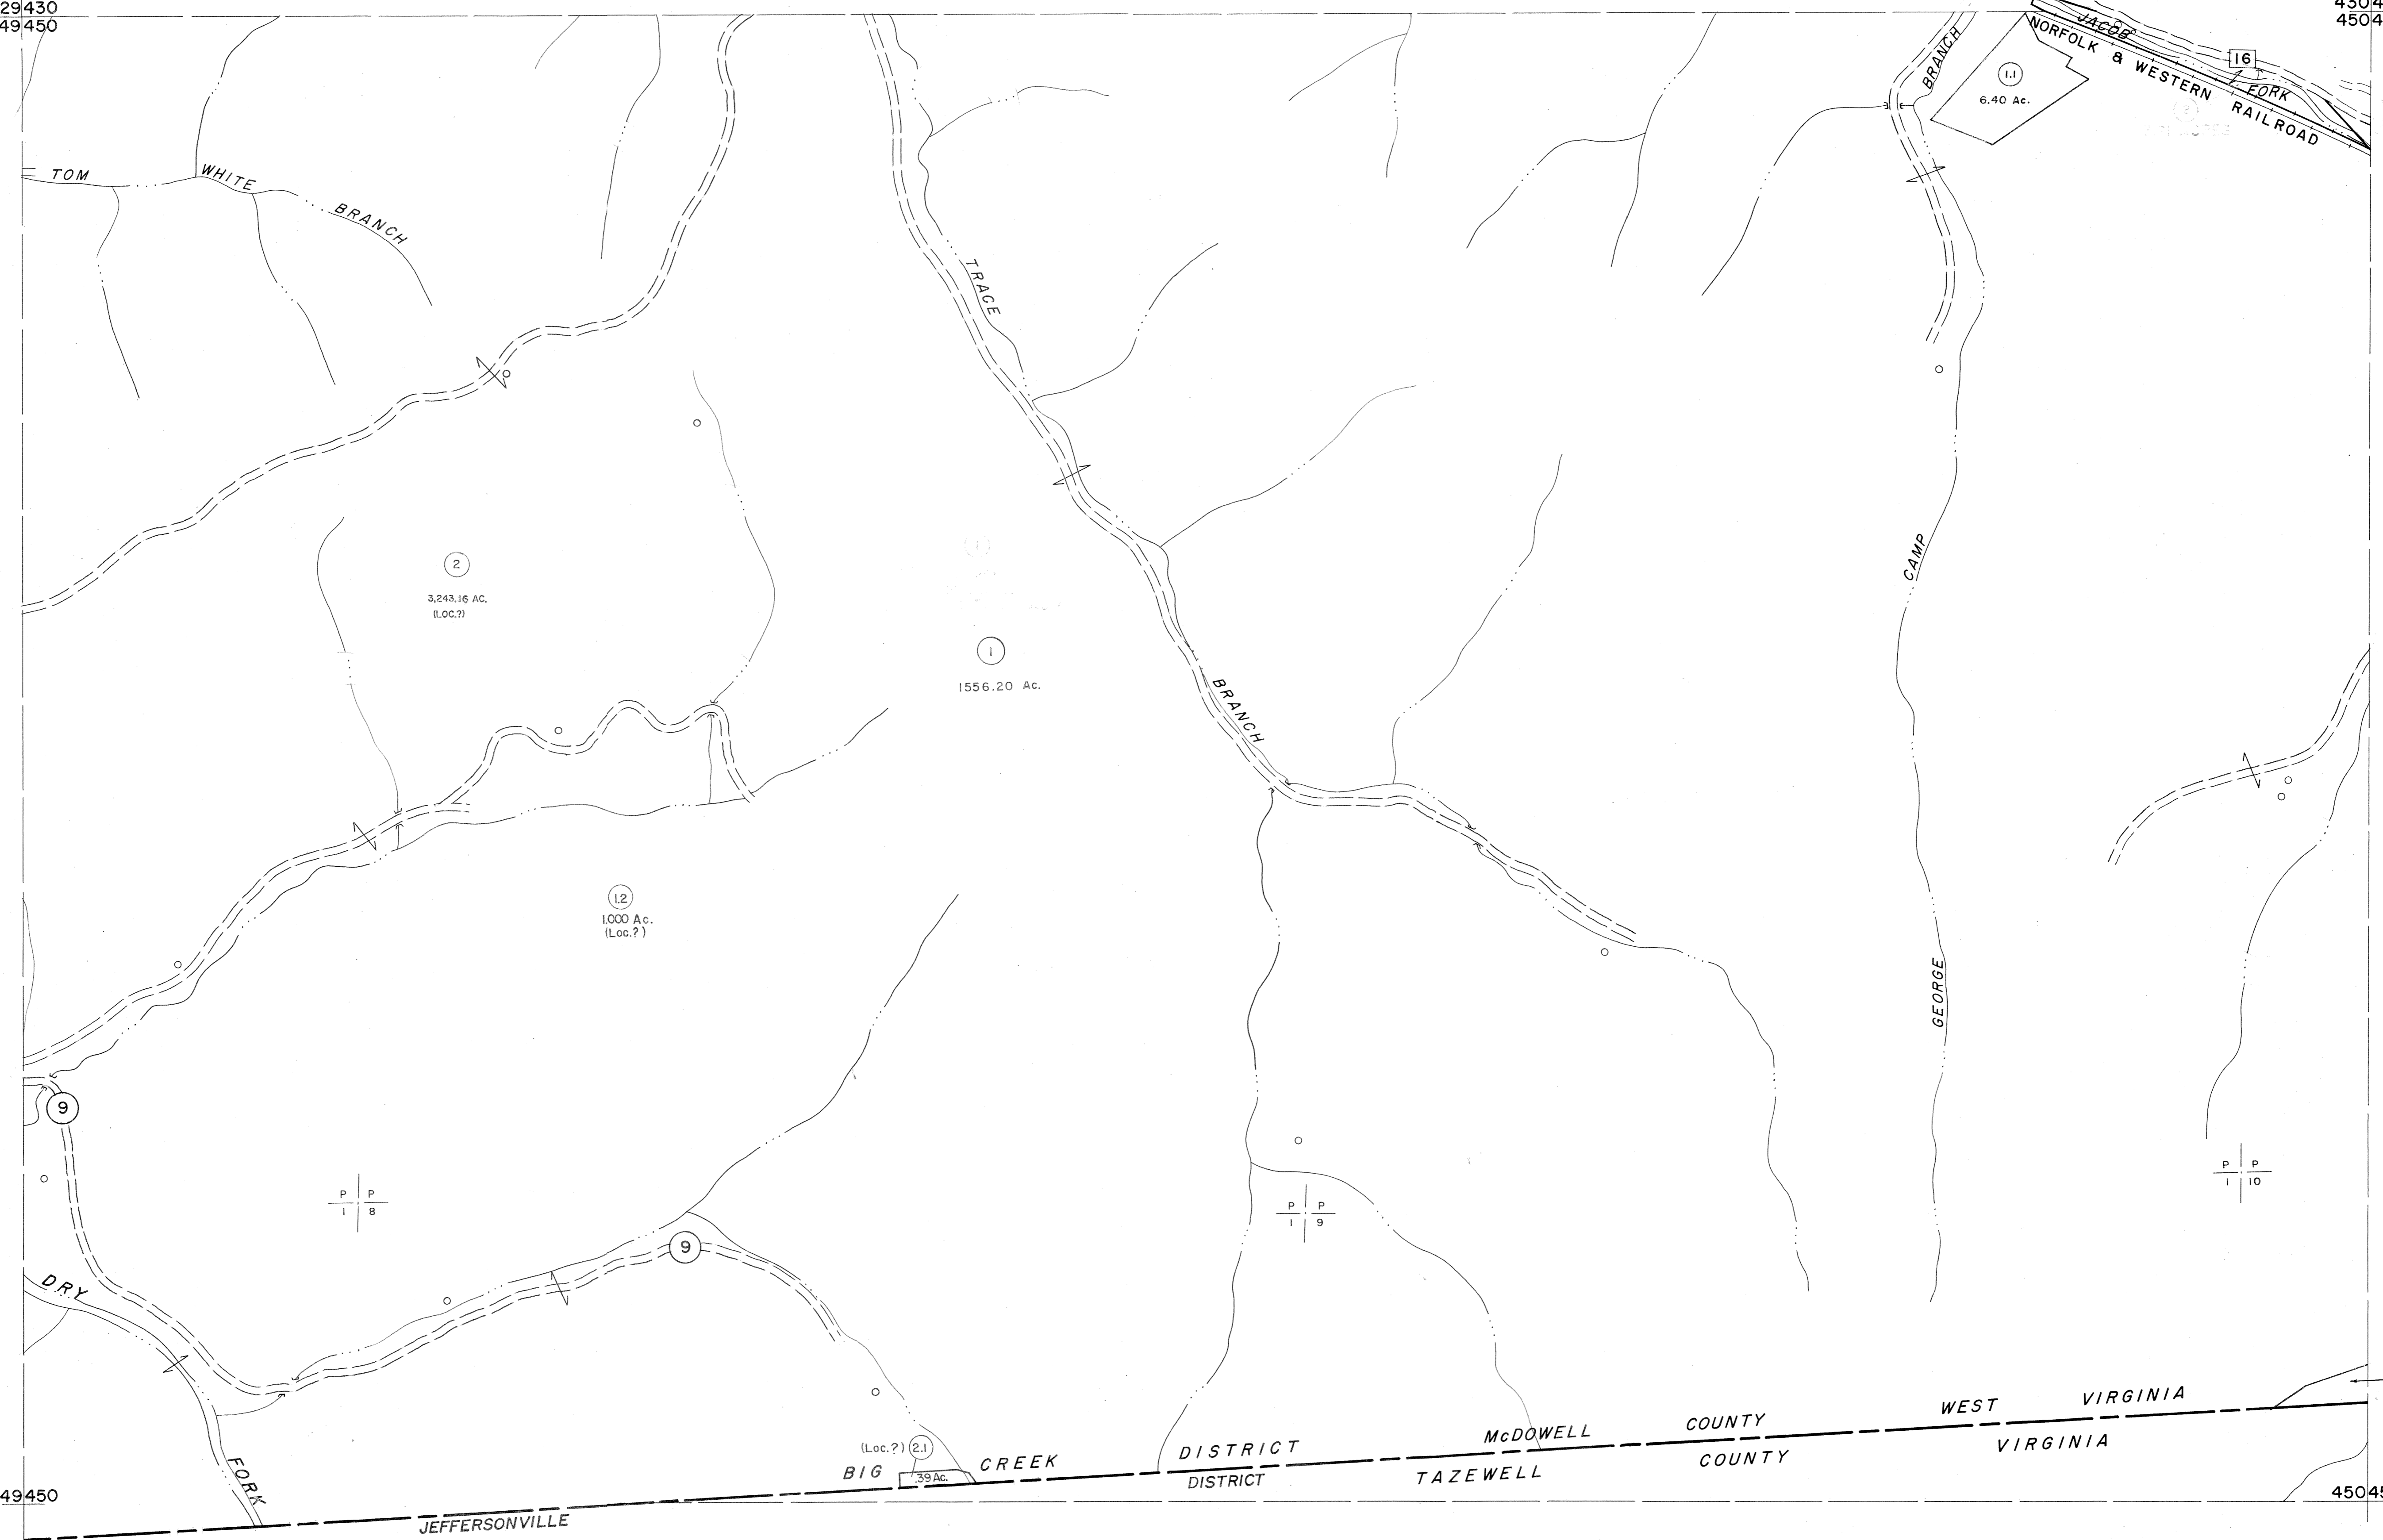 29430
49450
4304
4504
JACOB
FORK
16
NORFOLK & WESTERN RAILROAD
BRANCH
1.1
6.40 Ac.
TOM WHITE BRANCH
TRACE
CAMP
2
3,243.16 AC.
(LOC.?)
1
1556.20 Ac.
BRANCH
1.2
1.000 Ac.
(Loc.?)
GEORGE
9
P P
1 8
P P
1 9
P P
1 10
9
DRY
FORK
WEST VIRGINIA
McDOWELL COUNTY
(Loc.?) 2.1
.39 Ac.
BIG CREEK DISTRICT
VIRGINIA
TAZEWELL COUNTY
DISTRICT
JEFFERSONVILLE
49450
45045